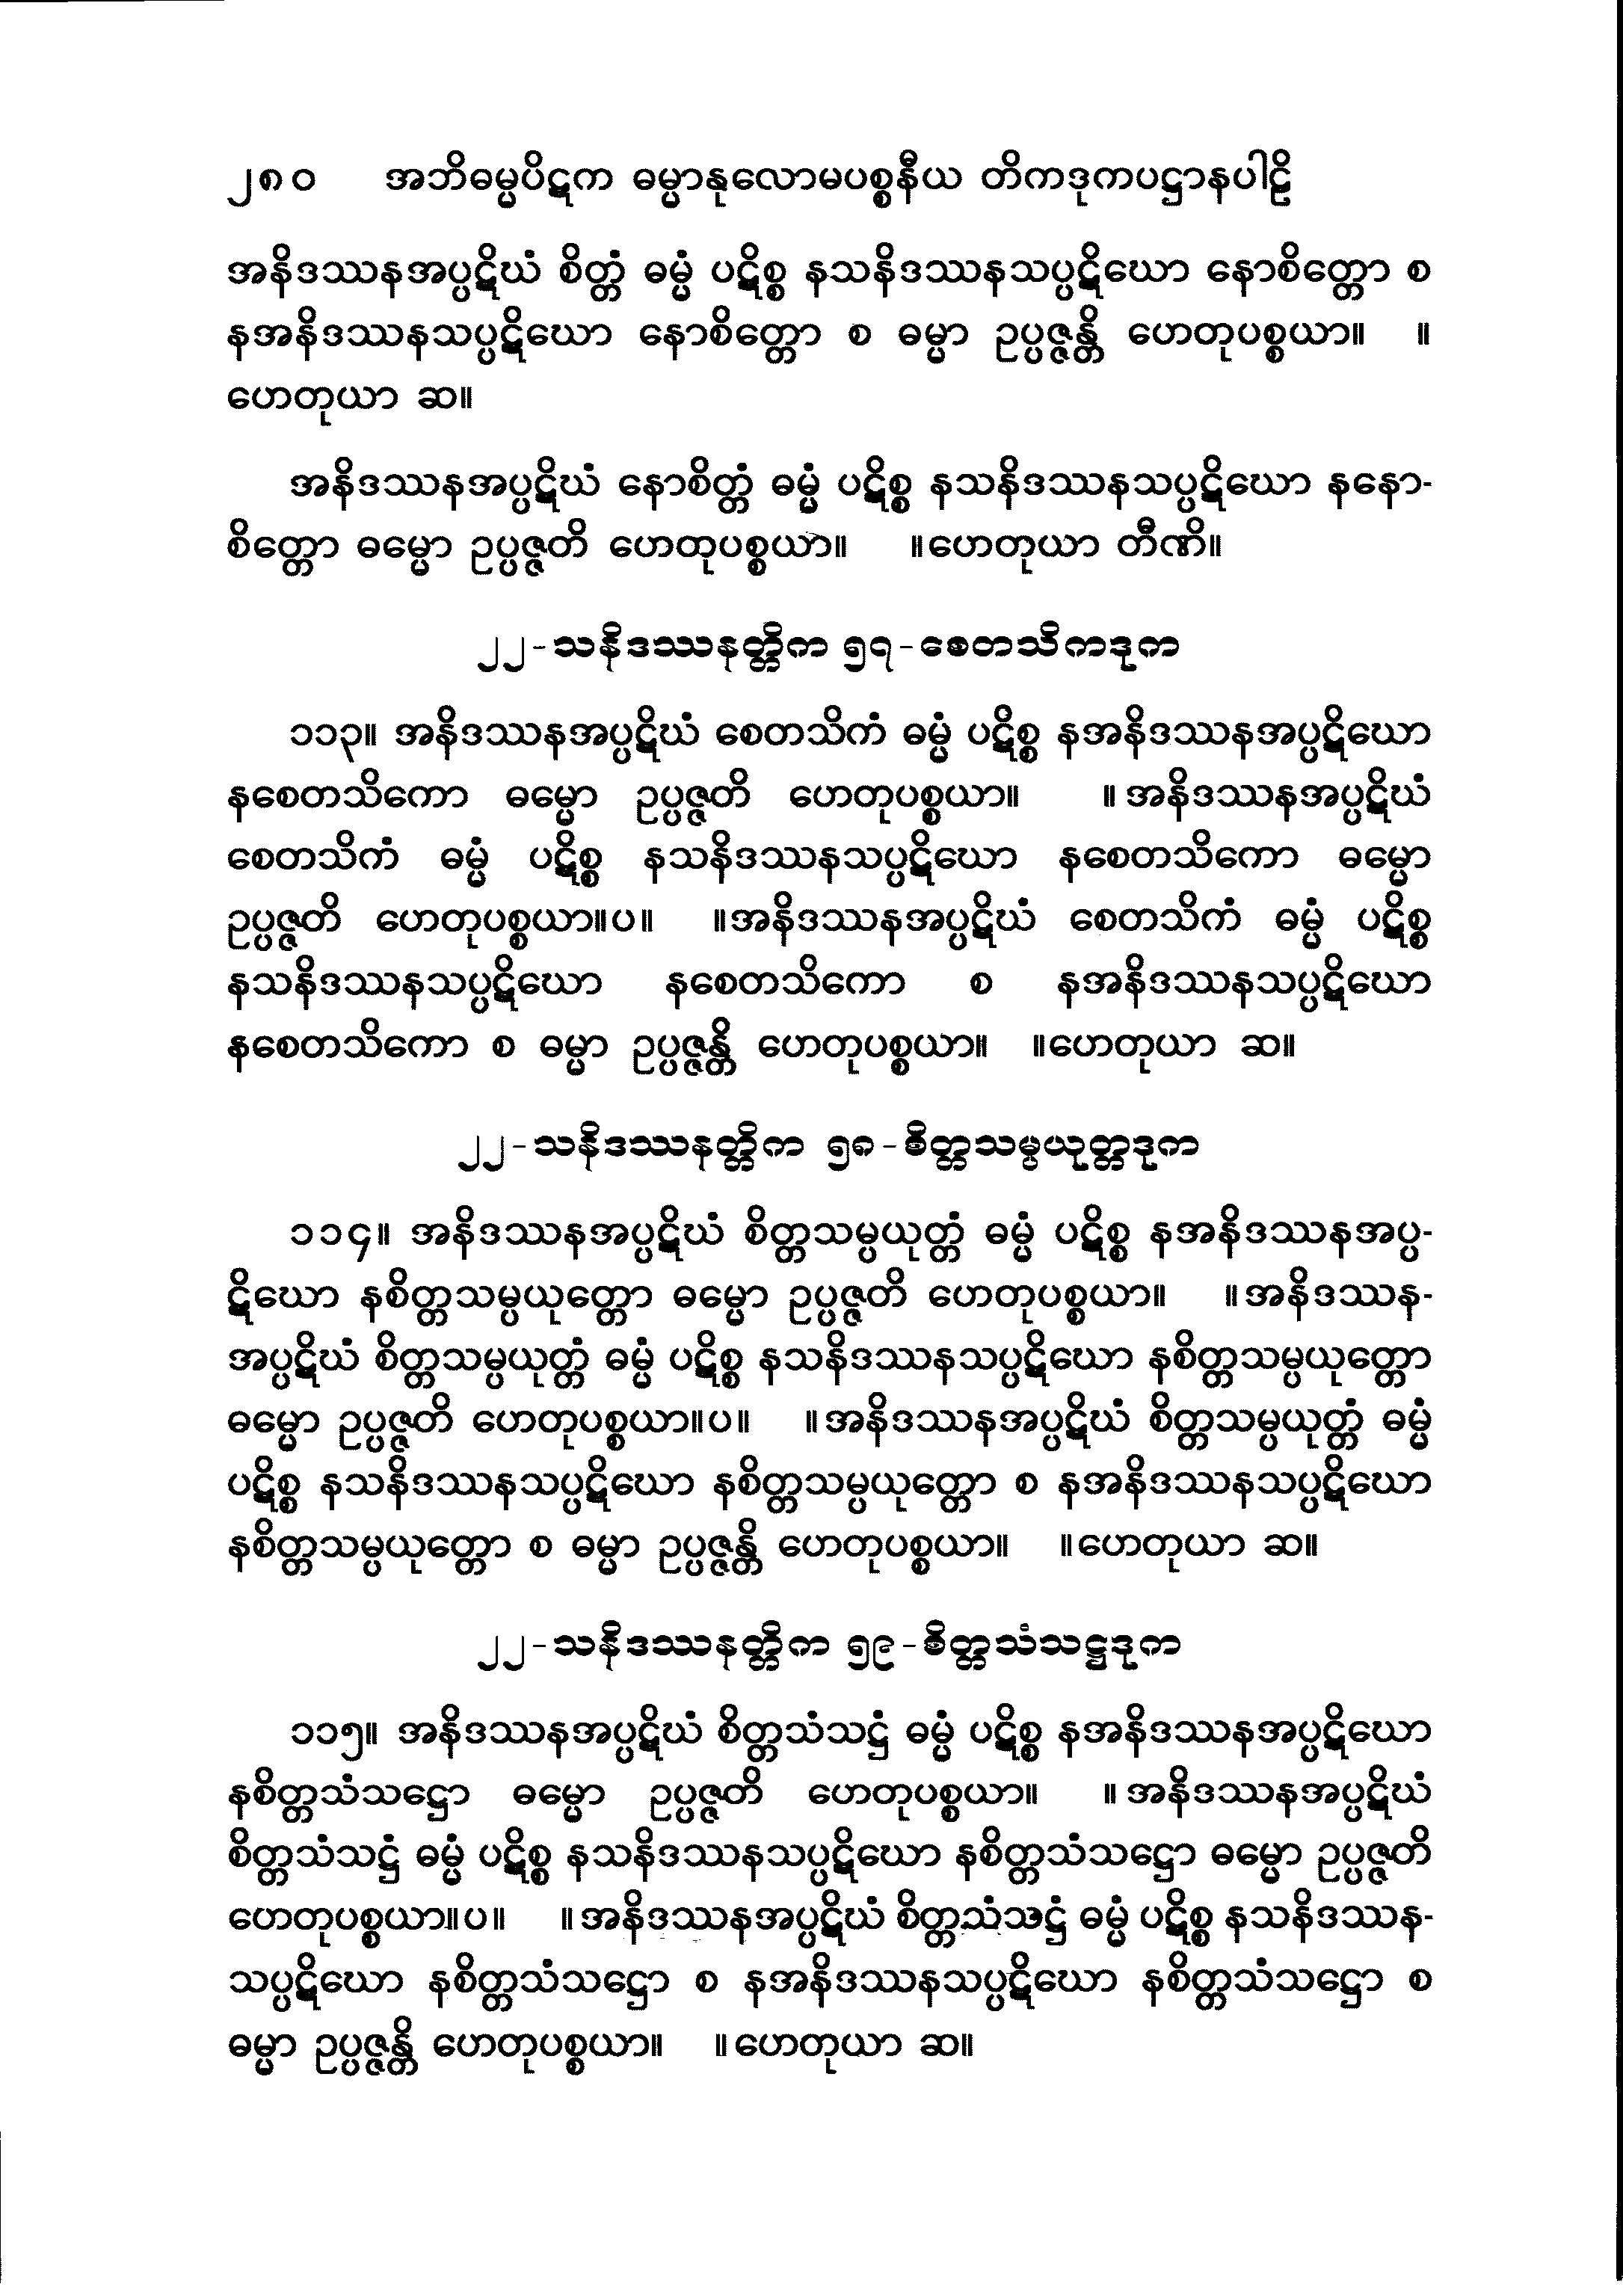 ၂၈၀ အဘိဓမ္မပိဋက ဓမ္မာနုလောမပစ္စနီယ တိကဒုကပဋ္ဌာနပါဠိ
အနိဒဿနအပ္ပဋိဃံ စိတ္တံ ဓမ္မံ ပဋိစ္စ နသနိဒဿနသပ္ပဋိဃော နောစိတ္တော စ
နအနိဒဿနသပ္ပဋိဃော နောစိတ္တော စ ဓမ္မာ ဥပ္ပဇ္ဇန္တိ ဟေတုပစ္စယာ။ ။
ဟေတုယာ ဆ။
အနိဒဿနအပ္ပဋိဃံ နောစိတ္တံ ဓမ္မံ ပဋိစ္စ နသနိဒဿနသပ္ပဋိဃော နနော-
စိတ္တော ဓမ္မော ဥပ္ပဇ္ဇတိ ဟေထုပစ္စယာ။ ။ဟေတုယာ တီဏိ။
၂၂-သနိဒဿနတ္တိက ၅၇-စေတသိကဒုက
၁၁၃။ အနိဒဿနအပ္ပဋိဃံ စေတသိကံ ဓမ္မံ ပဋိစ္စ နအနိဒဿနအပ္ပဋိဃော
နစေတသိကော ဓမ္မော ဥပ္ပဇ္ဇတိ ဟေတုပစ္စယာ။ ။အနိဒဿနအပ္ပဋိဃံ
စေတသိကံ ဓမ္မံ ပဋိစ္စ နသနိဒဿနသပ္ပဋိဃော နစေတသိကော ဓမ္မော
ဥပ္ပဇ္ဇတိ ဟေတုပစ္စယာ။ပ။ ။အနိဒဿနအပ္ပဋိဃံ စေတသိကံ ဓမ္မံ ပဋိစ္စ
နသနိဒဿနသပ္ပဋိဃော နစေတသိကော စ နအနိဒဿနသပ္ပဋိဃော
နစေတသိကော စ ဓမ္မာ ဥပ္ပဇ္ဇန္တိ ဟေတုပစ္စယာ။ ။ဟေတုယာ ဆ။
၂၂-သနိဒဿနတ္တိက ၅၈-စိတ္တသမ္ပယုတ္တဒုက
၁၁၄။ အနိဒဿနအပ္ပဋိဃံ စိတ္တသမ္ပယုတ္တံ ဓမ္မံ ပဋိစ္စ နအနိဒဿနအပ္ပ-
ဋိဃော နစိတ္တသမ္ပယုတ္တော ဓမ္မော ဥပ္ပဇ္ဇတိ ဟေတုပစ္စယာ။ ။အနိဒဿန-
အပ္ပဋိဃံ စိတ္တသမ္ပယုတ္တံ ဓမ္မံ ပဋိစ္စ နသနိဒဿနသပ္ပဋိဃော နစိတ္တသမ္ပယုတ္တော
ဓမ္မော ဥပ္ပဇ္ဇတိ ဟေတုပစ္စယာ။ပ။ ။အနိဒဿနအပ္ပဋိဃံ စိတ္တသမ္ပယုတ္တံ ဓမ္မံ
ပဋိစ္စ နသနိဒဿနသပ္ပဋိဃော နစိတ္တသမ္ပယုတ္တော စ နအနိဒဿနသပ္ပဋိဃော
နစိတ္တသမ္ပယုတ္တော စ ဓမ္မာ ဥပ္ပဇ္ဇန္တိ ဟေတုပစ္စယာ။ ။ဟေတုယာ ဆ။
၂၂-သနိဒဿနတ္တိက ၅၉-စိတ္တသံသဋ္ဌဒုက
၁၁၅။ အနိဒဿနအပ္ပဋိဃံ စိတ္တသံသဋ္ဌံ ဓမ္မံ ပဋိစ္စ နအနိဒဿနအပ္ပဋိဃော
နစိတ္တသံသဋ္ဌော ဓမ္မော ဥပ္ပဇ္ဇတိ ဟေတုပစ္စယာ။ ။အနိဒဿနအပ္ပဋိဃံ
စိတ္တသံသဋ္ဌံ ဓမ္မံ ပဋိစ္စ နသနိဒဿနသပ္ပဋိဃော နစိတ္တသံသဋ္ဌော ဓမ္မော ဥပ္ပဇ္ဇတိ
ဟေတုပစ္စယာ။ပ။ ။အနိဒဿနအပ္ပဋိဃံ စိတ္တသံသဋ္ဌံ ဓမ္မံ ပဋိစ္စ နသနိဒဿန-
သပ္ပဋိဃော နစိတ္တသံသဋ္ဌော စ နအနိဒဿနသပ္ပဋိဃော နစိတ္တသံသဋ္ဌော စ
ဓမ္မာ ဥပ္ပဇ္ဇန္တိ ဟေတုပစ္စယာ။ ။ဟေတုယာ ဆ။